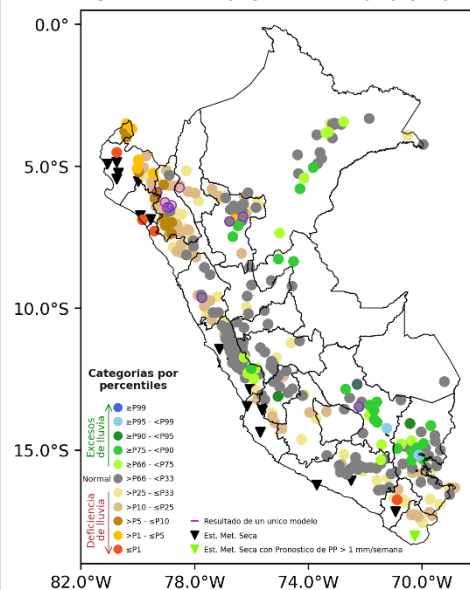 0.0°
5.0°S
10.0°S
15.0°S
82.0°W
78.0°W
74.0°W
70.0°W
Categorias por
percentiles
Excesos
de lluvia
Normal
Deficiencia
de lluvia
≥P99
≥P95 - <P99
≥P90 - <P95
≥P75 - <P90
≥P66 - <P75
>P66 - <P33
>P25 - ≤P33
>P10 - ≤P25
>P5 - ≤P10
>P1 - ≤P5
≤P1
Resultado de un unico modelo
Est. Met. Seca
Est. Met. Seca con Pronostico de PP > 1 mm/semana